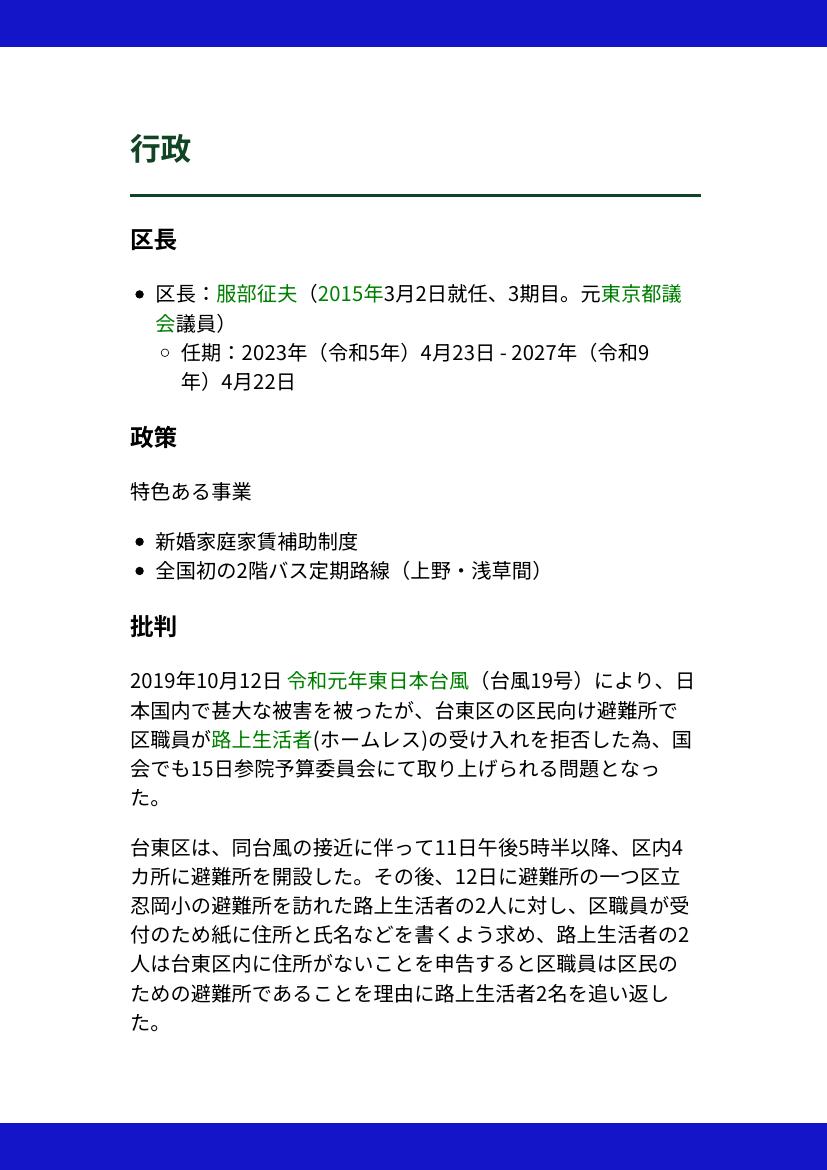 行政
区長
区長：服部征夫（2015年3月2日就任、3期目。元東京都議
会議員）
任期：2023年（令和5年）4月23日 - 2027年（令和9
年）4月22日
政策
特色ある事業
新婚家庭家賃補助制度
全国初の2階バス定期路線（上野・浅草間）
批判
2019年10月12日 令和元年東日本台風（台風19号）により、日
本国内で甚大な被害を被ったが、台東区の区民向け避難所で
区職員が路上生活者(ホームレス)の受け入れを拒否した為、国
会でも15日参院予算委員会にて取り上げられる問題となっ
た。
台東区は、同台風の接近に伴って11日午後5時半以降、区内4
カ所に避難所を開設した。その後、12日に避難所の一つ区立
忍岡小の避難所を訪れた路上生活者の2人に対し、区職員が受
付のため紙に住所と氏名などを書くよう求め、路上生活者の2
人は台東区内に住所がないことを申告すると区職員は区民の
ための避難所であることを理由に路上生活者2名を追い返し
た。